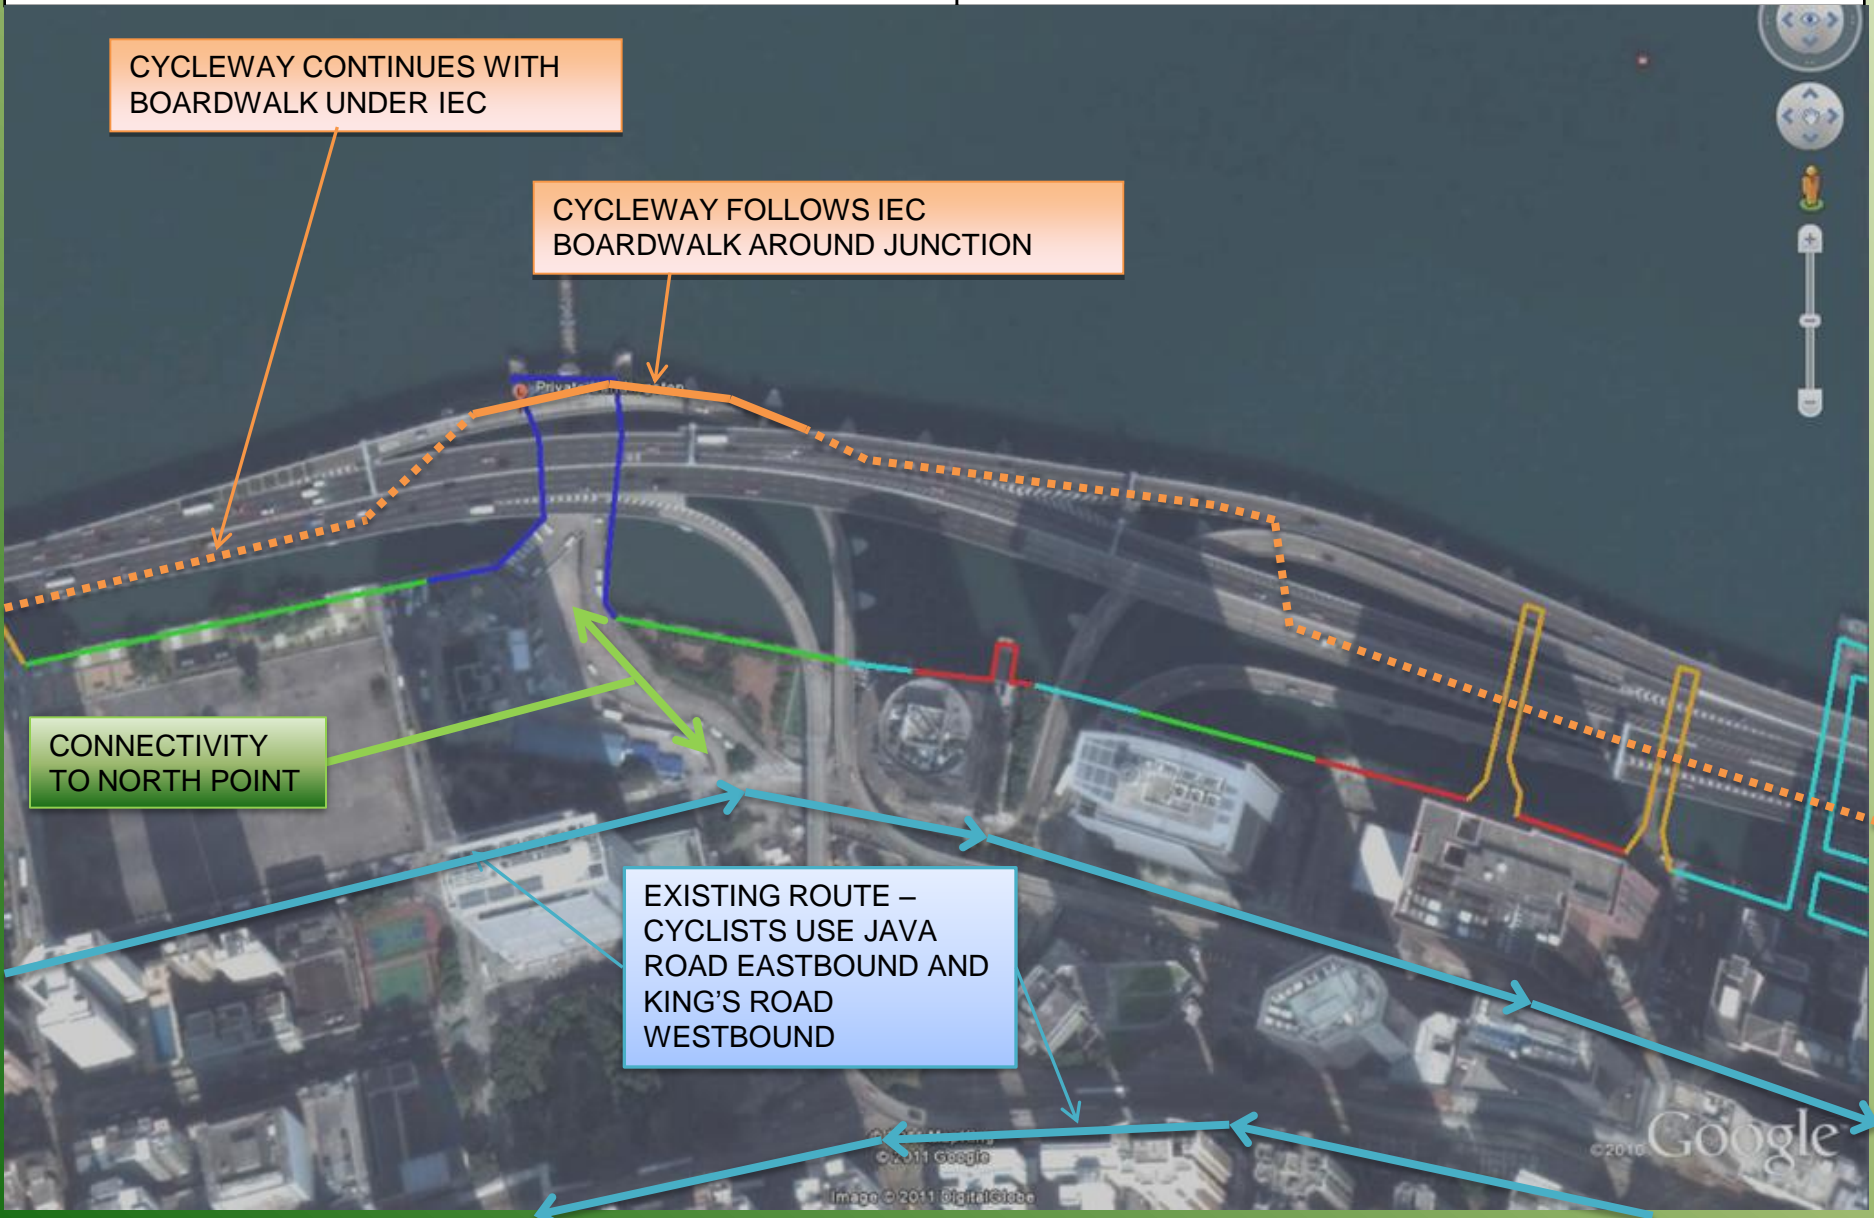 CYCLEWAY CONTINUES WITH
BOARDWALK UNDER IEC
CYCLEWAY FOLLOWS IEC
BOARDWALK AROUND JUNCTION
CONNECTIVITY
TO NORTH POINT
EXISTING ROUTE –
CYCLISTS USE JAVA
ROAD EASTBOUND AND
KING'S ROAD
WESTBOUND
© 2011 Google
Image © 2011 DigitalGlobe
©2010 Google